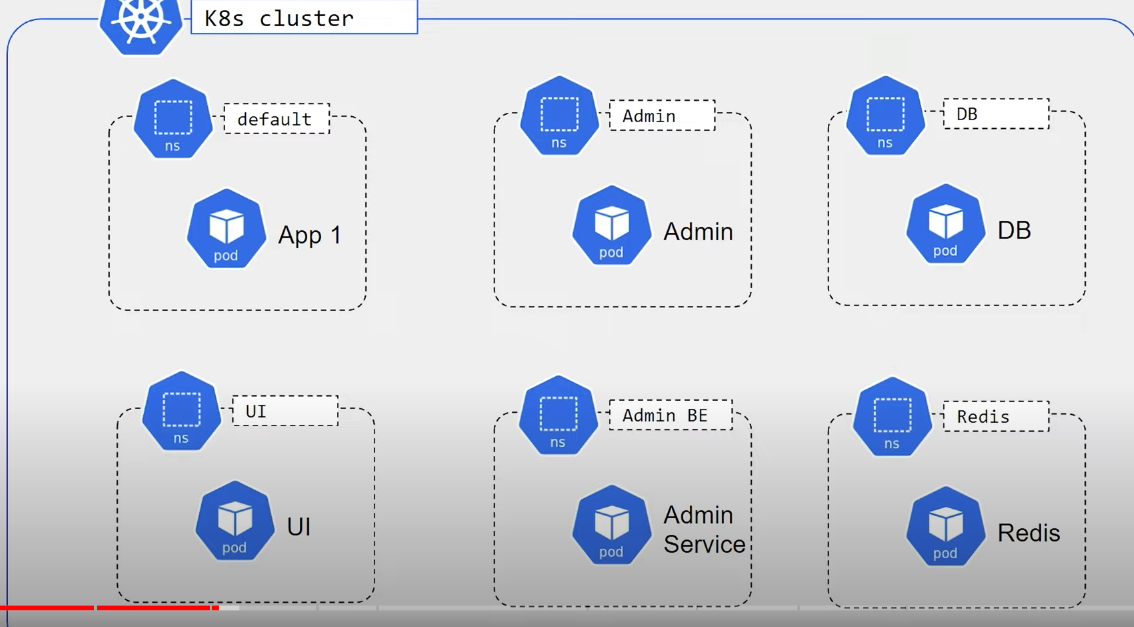 K8s cluster
default
ns
pod
App 1
Admin
ns
pod
Admin
DB
ns
pod
DB
UI
ns
pod
UI
Admin BE
ns
pod
Admin
Service
Redis
ns
pod
Redis